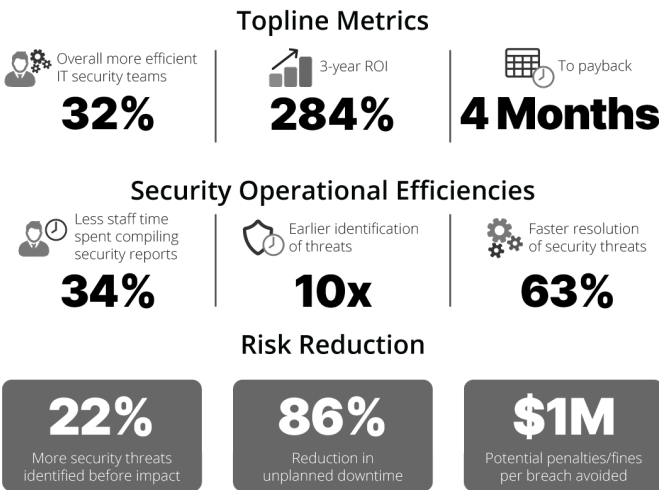 Topline Metrics
Overall more efficient
IT security teams
32%
3-year ROI
284%
To payback
4 Months
Security Operational Efficiencies
Less staff time
spent compiling
security reports
34%
Earlier identification
of threats
10x
Faster resolution
of security threats
63%
Risk Reduction
22%
More security threats
identified before impact
86%
Reduction in
unplanned downtime
$1M
Potential penalties/fines
per breach avoided